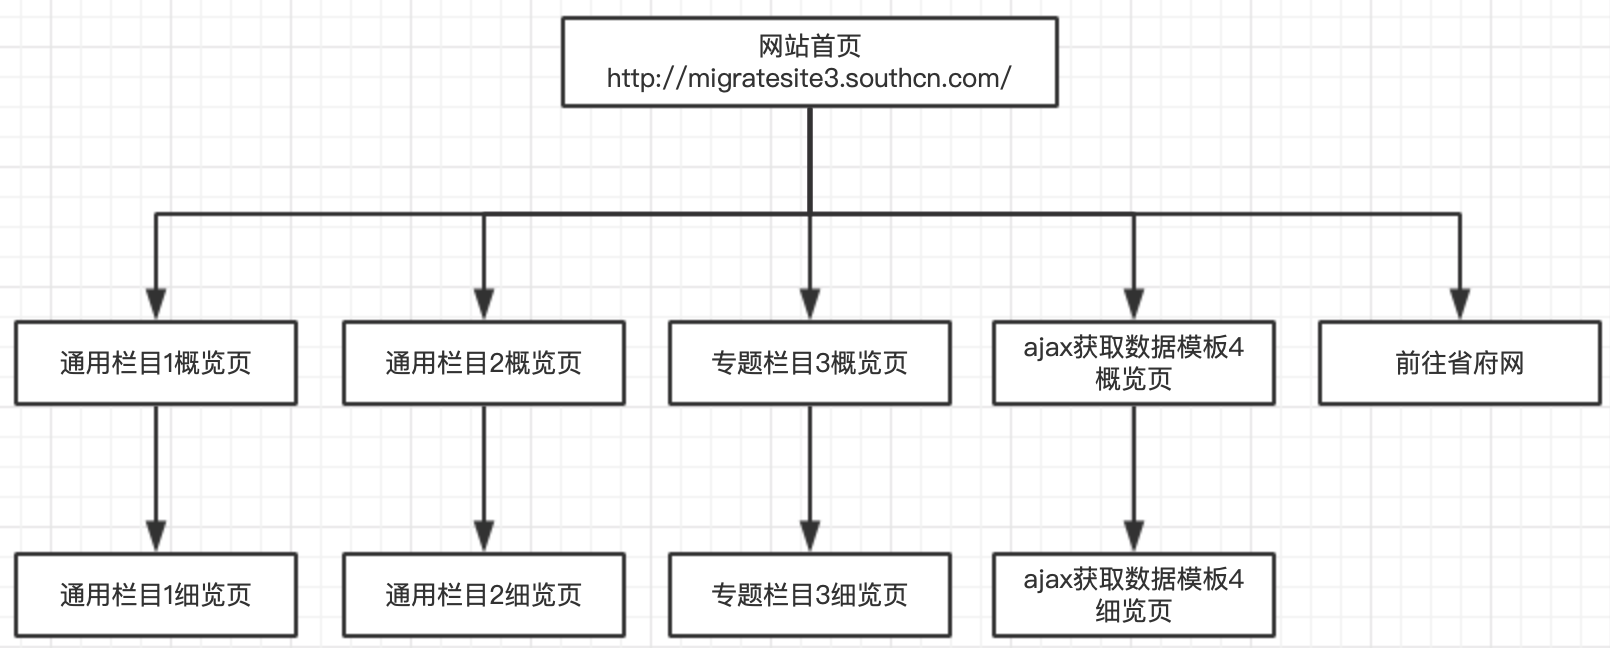 网站首页
http://migratesite3.southcn.com/
通用栏目1概览页
通用栏目2概览页
专题栏目3概览页
ajax获取数据模板4
概览页
前往省府网
通用栏目1细览页
通用栏目2细览页
专题栏目3细览页
ajax获取数据模板4
细览页